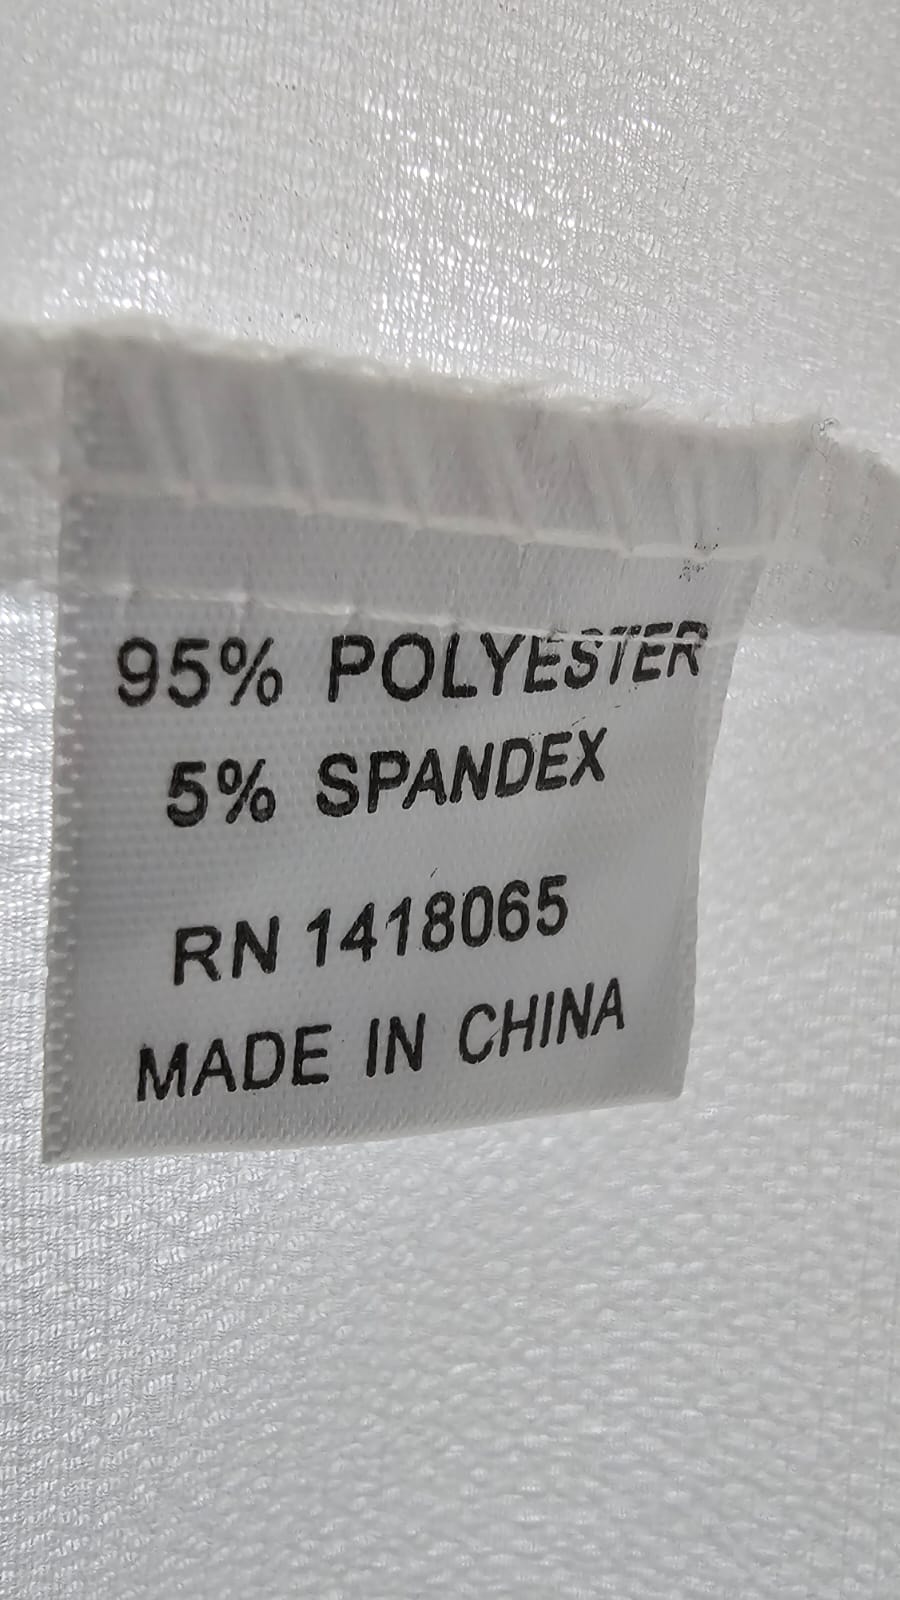 95% POLYESTER
5% SPANDEX
RN 1418065
MADE IN CHINA